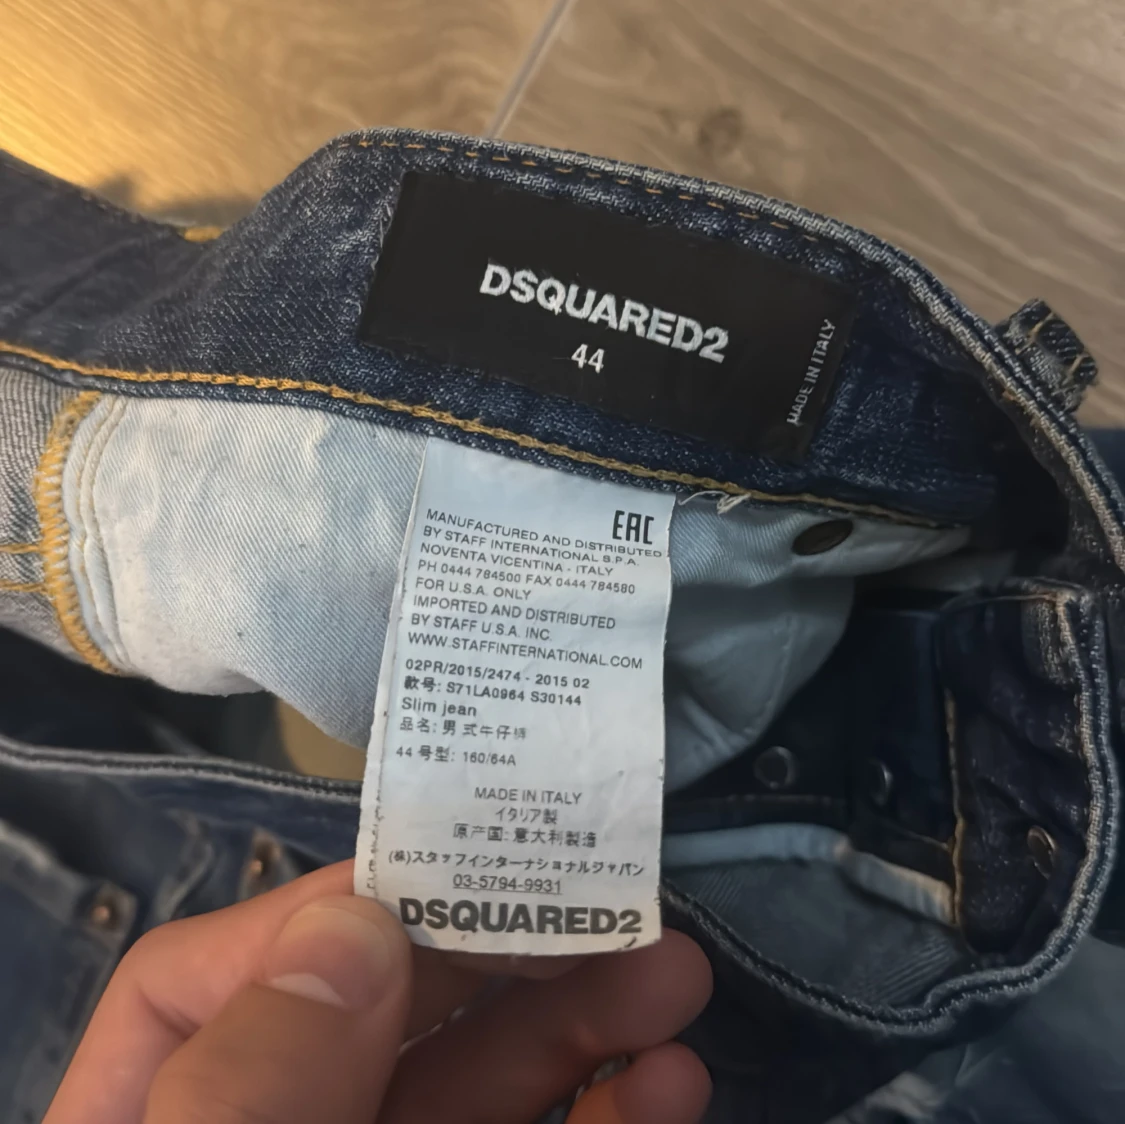 DSQUARED2
44
MADE IN ITALY
EAC
MANUFACTURED AND DISTRIBUTED
BY STAFF INTERNATIONAL S.P.A.
NOVENTA VICENTINA - ITALY
PH 0444 784500 FAX 0444 784580
FOR U.S.A. ONLY
IMPORTED AND DISTRIBUTED
BY STAFF U.S.A. INC.
WWW.STAFFINTERNATIONAL.COM
02PR/2015/2474 - 2015 02
款号: S71LA0964 S30144
Slim jean
品名: 男式牛仔裤
44 号型: 160/64A
MADE IN ITALY
イタリア製
原产国: 意大利製造
(株)スタッフインターナショナルジャパン
03-5794-9931
DSQUARED2